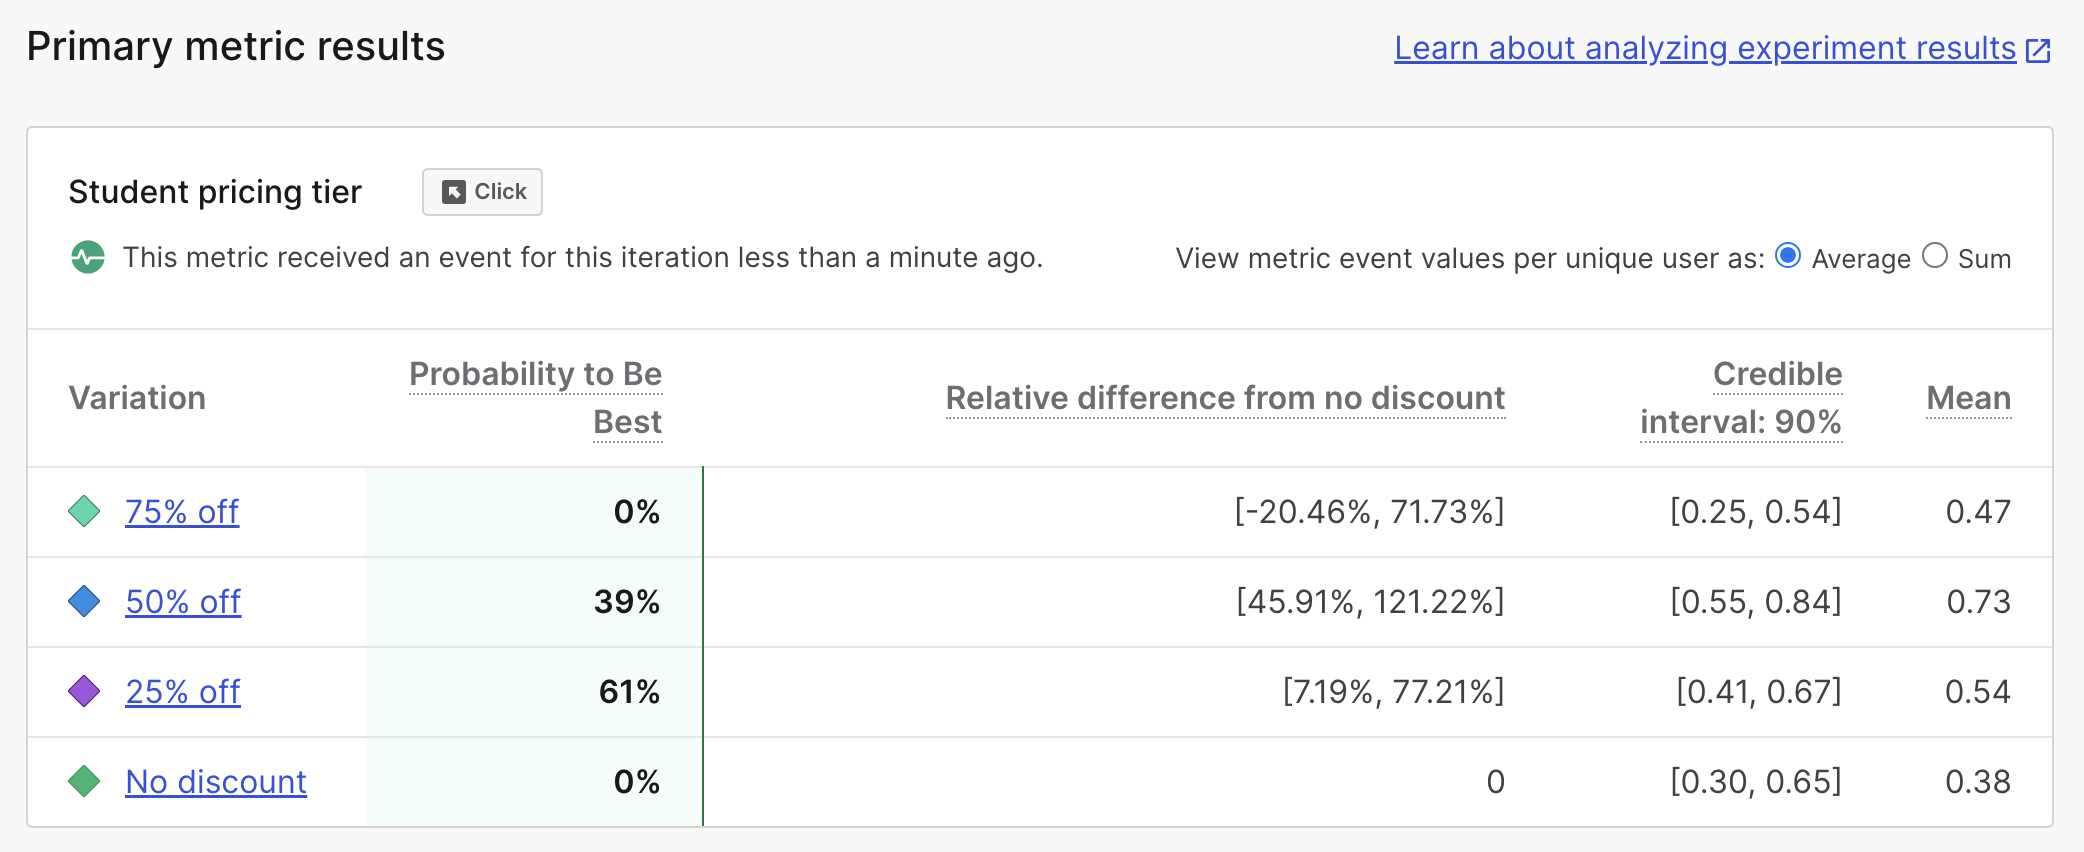 Primary metric results
Learn about analyzing experiment results
Student pricing tier Click
This metric received an event for this iteration less than a minute ago.
View metric event values per unique user as: Average Sum
Variation
Probability to Be
Best
Relative difference from no discount
Credible
interval: 90%
Mean
75% off 0% [-20.46%, 71.73%] [0.25, 0.54] 0.47
50% off 39% [45.91%, 121.22%] [0.55, 0.84] 0.73
25% off 61% [7.19%, 77.21%] [0.41, 0.67] 0.54
No discount 0% 0 [0.30, 0.65] 0.38